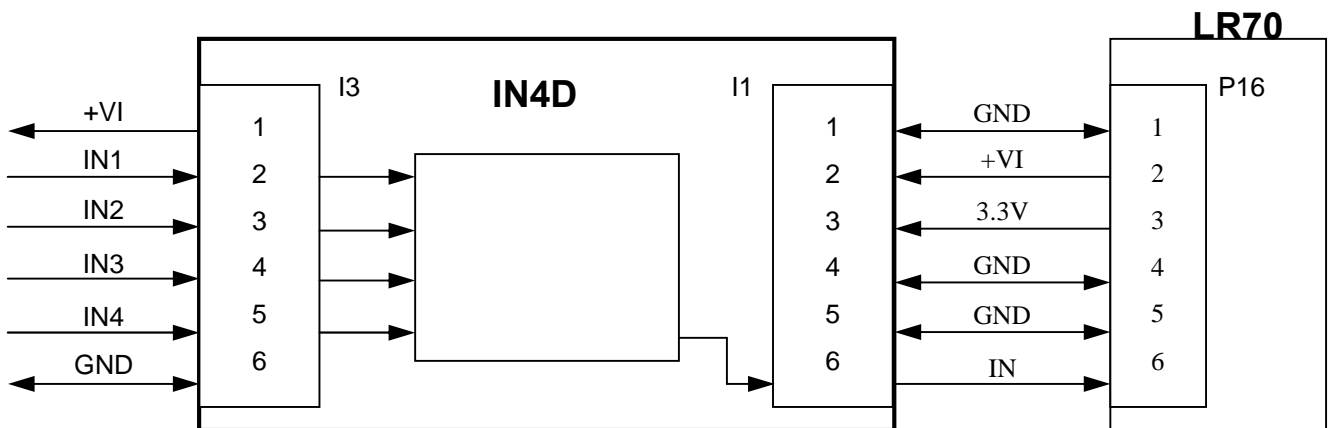 LR70
I3 IN4D I1 P16
+VI 1 1 GND 1
IN1 2 2 +VI 2
IN2 3 3 3.3V 3
IN3 4 4 GND 4
IN4 5 5 GND 5
GND 6 6 IN 6